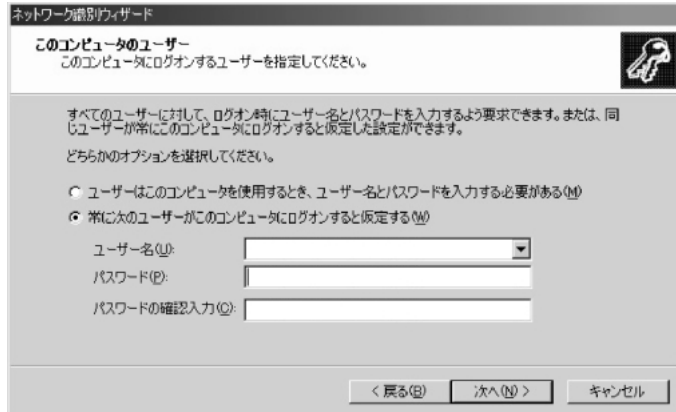 ネットワーク識別ウィザード
このコンピュータのユーザー
このコンピュータにログオンするユーザーを指定してください。
すべてのユーザーに対して、ログオン時にユーザー名とパスワードを入力するよう要求できます。または、同
じユーザーが常にこのコンピュータにログオンすると仮定した設定ができます。
どちらかのオプションを選択してください。
ユーザーはこのコンピュータを使用するとき、ユーザー名とパスワードを入力する必要がある(M)
常に次のユーザーがこのコンピュータにログオンすると仮定する(W)
ユーザー名(U):
パスワード(P):
パスワードの確認入力(C):
< 戻る(B) 次へ(N) > キャンセル